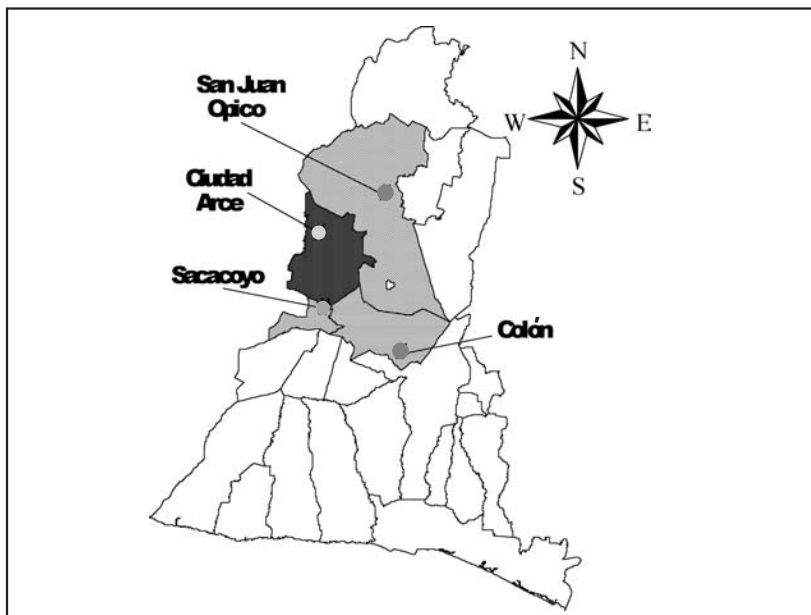 San Juan
Opico
Ciudad
Arce
Sacacoyo
Colón
N
W
E
S